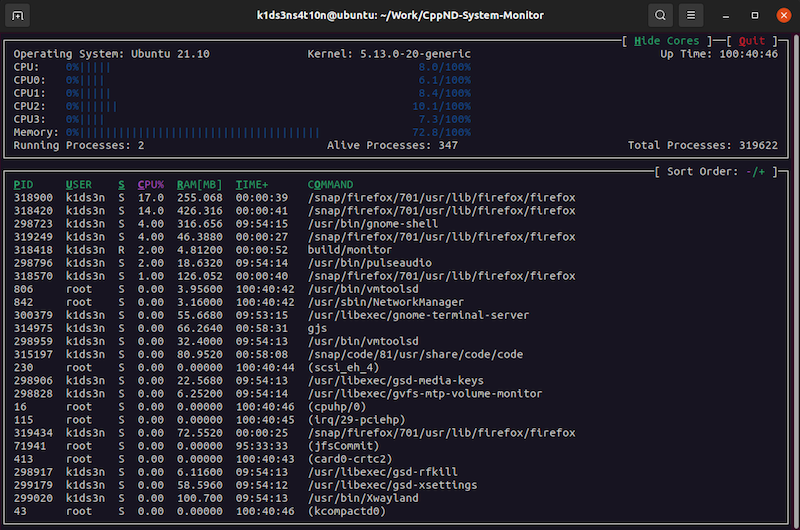 k1ds3ns4t10n@ubuntu: ~/Work/CppND-System-Monitor
[ Hide Cores ] [ Quit ]
Operating System: Ubuntu 21.10 Kernel: 5.13.0-20-generic Up Time: 100:40:46
CPU: 0%||||| 8.0/100%
CPU0: 0%|||| 6.1/100%
CPU1: 0%||||| 8.4/100%
CPU2: 0%|||||| 10.1/100%
CPU3: 0%|||| 7.3/100%
Memory: 0%||||||||||||||||||||||||||||||||||||| 72.8/100%
Running Processes: 2 Alive Processes: 347 Total Processes: 319622
[ Sort Order: -/+ ]
PID USER S CPU% RAM[MB] TIME+ COMMAND
318900 k1ds3n S 17.0 255.068 00:00:39 /snap/firefox/701/usr/lib/firefox/firefox
318420 k1ds3n S 14.0 426.316 00:00:41 /snap/firefox/701/usr/lib/firefox/firefox
298723 k1ds3n S 4.00 316.656 09:54:15 /usr/bin/gnome-shell
319249 k1ds3n S 4.00 46.3880 00:00:27 /snap/firefox/701/usr/lib/firefox/firefox
318418 k1ds3n R 2.00 4.81200 00:00:52 build/monitor
298796 k1ds3n S 2.00 18.6320 09:54:14 /usr/bin/pulseaudio
318570 k1ds3n S 1.00 126.052 00:00:40 /snap/firefox/701/usr/lib/firefox/firefox
806 root S 0.00 3.95600 100:40:42 /usr/bin/vmtoolsd
842 root S 0.00 3.16000 100:40:42 /usr/sbin/NetworkManager
300379 k1ds3n S 0.00 55.6680 09:53:15 /usr/libexec/gnome-terminal-server
314975 k1ds3n S 0.00 66.2640 00:58:31 gjs
298959 k1ds3n S 0.00 32.4000 09:54:13 /usr/bin/vmtoolsd
315197 k1ds3n S 0.00 80.9520 00:58:08 /snap/code/81/usr/share/code/code
230 root S 0.00 0.00000 100:40:44 (scsi_eh_4)
298906 k1ds3n S 0.00 22.5680 09:54:13 /usr/libexec/gsd-media-keys
298828 k1ds3n S 0.00 6.25200 09:54:14 /usr/libexec/gvfs-mtp-volume-monitor
16 root S 0.00 0.00000 100:40:46 (cpuhp/0)
115 root S 0.00 0.00000 100:40:45 (irq/29-pciehp)
319434 k1ds3n S 0.00 72.5520 00:00:25 /snap/firefox/701/usr/lib/firefox/firefox
71941 root S 0.00 0.00000 95:33:33 (jfsCommit)
413 root S 0.00 0.00000 100:40:43 (card0-crtc2)
298917 k1ds3n S 0.00 6.11600 09:54:13 /usr/libexec/gsd-rfkill
299179 k1ds3n S 0.00 58.5960 09:54:12 /usr/libexec/gsd-xsettings
299020 k1ds3n S 0.00 100.700 09:54:13 /usr/bin/Xwayland
43 root S 0.00 0.00000 100:40:46 (kcompactd0)